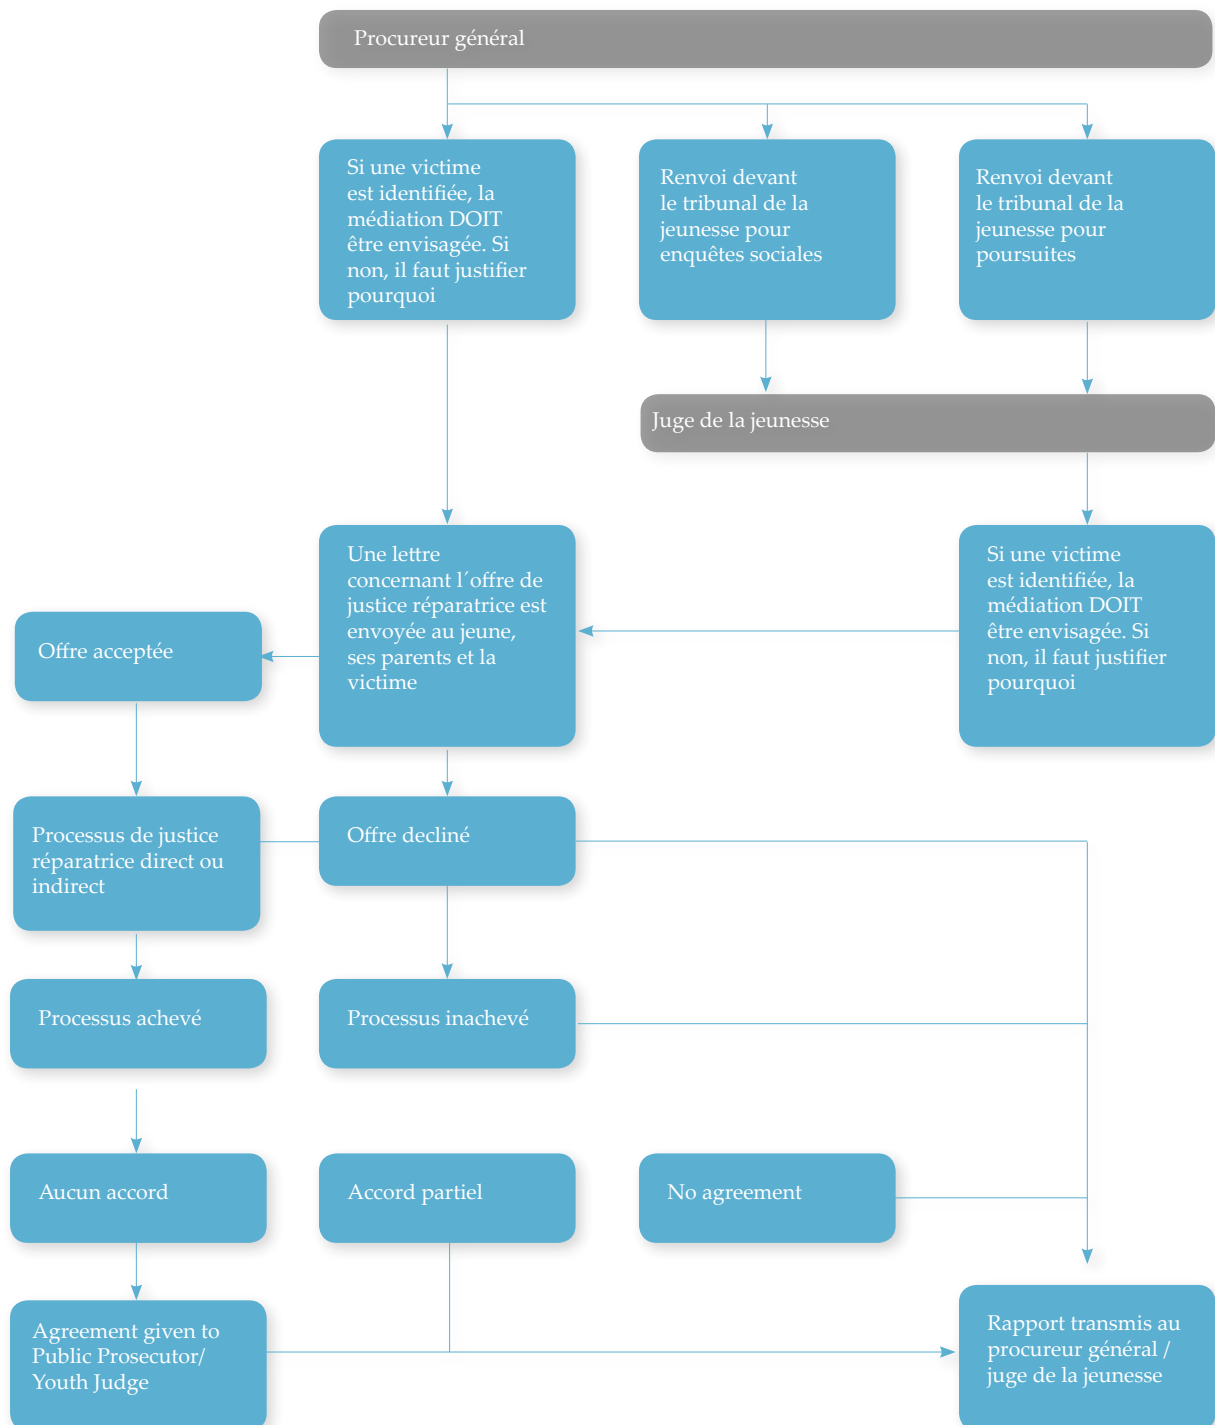 Procureur général
Si une victime
est identifiée, la
médiation DOIT
être envisagée. Si
non, il faut justifier
pourquoi
Renvoi devant
le tribunal de la
jeunesse pour
enquêtes sociales
Renvoi devant
le tribunal de la
jeunesse pour
poursuites
Juge de la jeunesse
Une lettre
concernant l´offre de
justice réparatrice est
envoyée au jeune,
ses parents et la
victime
Si une victime
est identifiée, la
médiation DOIT
être envisagée. Si
non, il faut justifier
pourquoi
Offre acceptée
Processus de justice
réparatrice direct ou
indirect
Offre decliné
Processus achevé
Processus inachevé
Aucun accord
Accord partiel
No agreement
Agreement given to
Public Prosecutor/
Youth Judge
Rapport transmis au
procureur général /
juge de la jeunesse